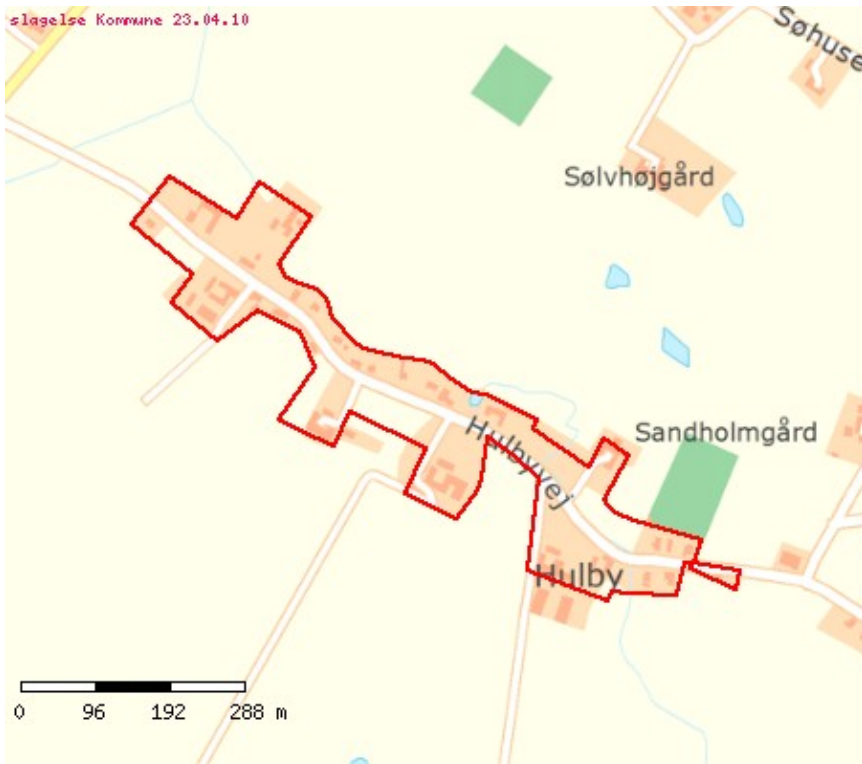 slagelse Kommune 23.04.10
Søhuse
Sølvhøjgård
Sandholmgård
Hulbyvej
Hulby
0 96 192 288 m